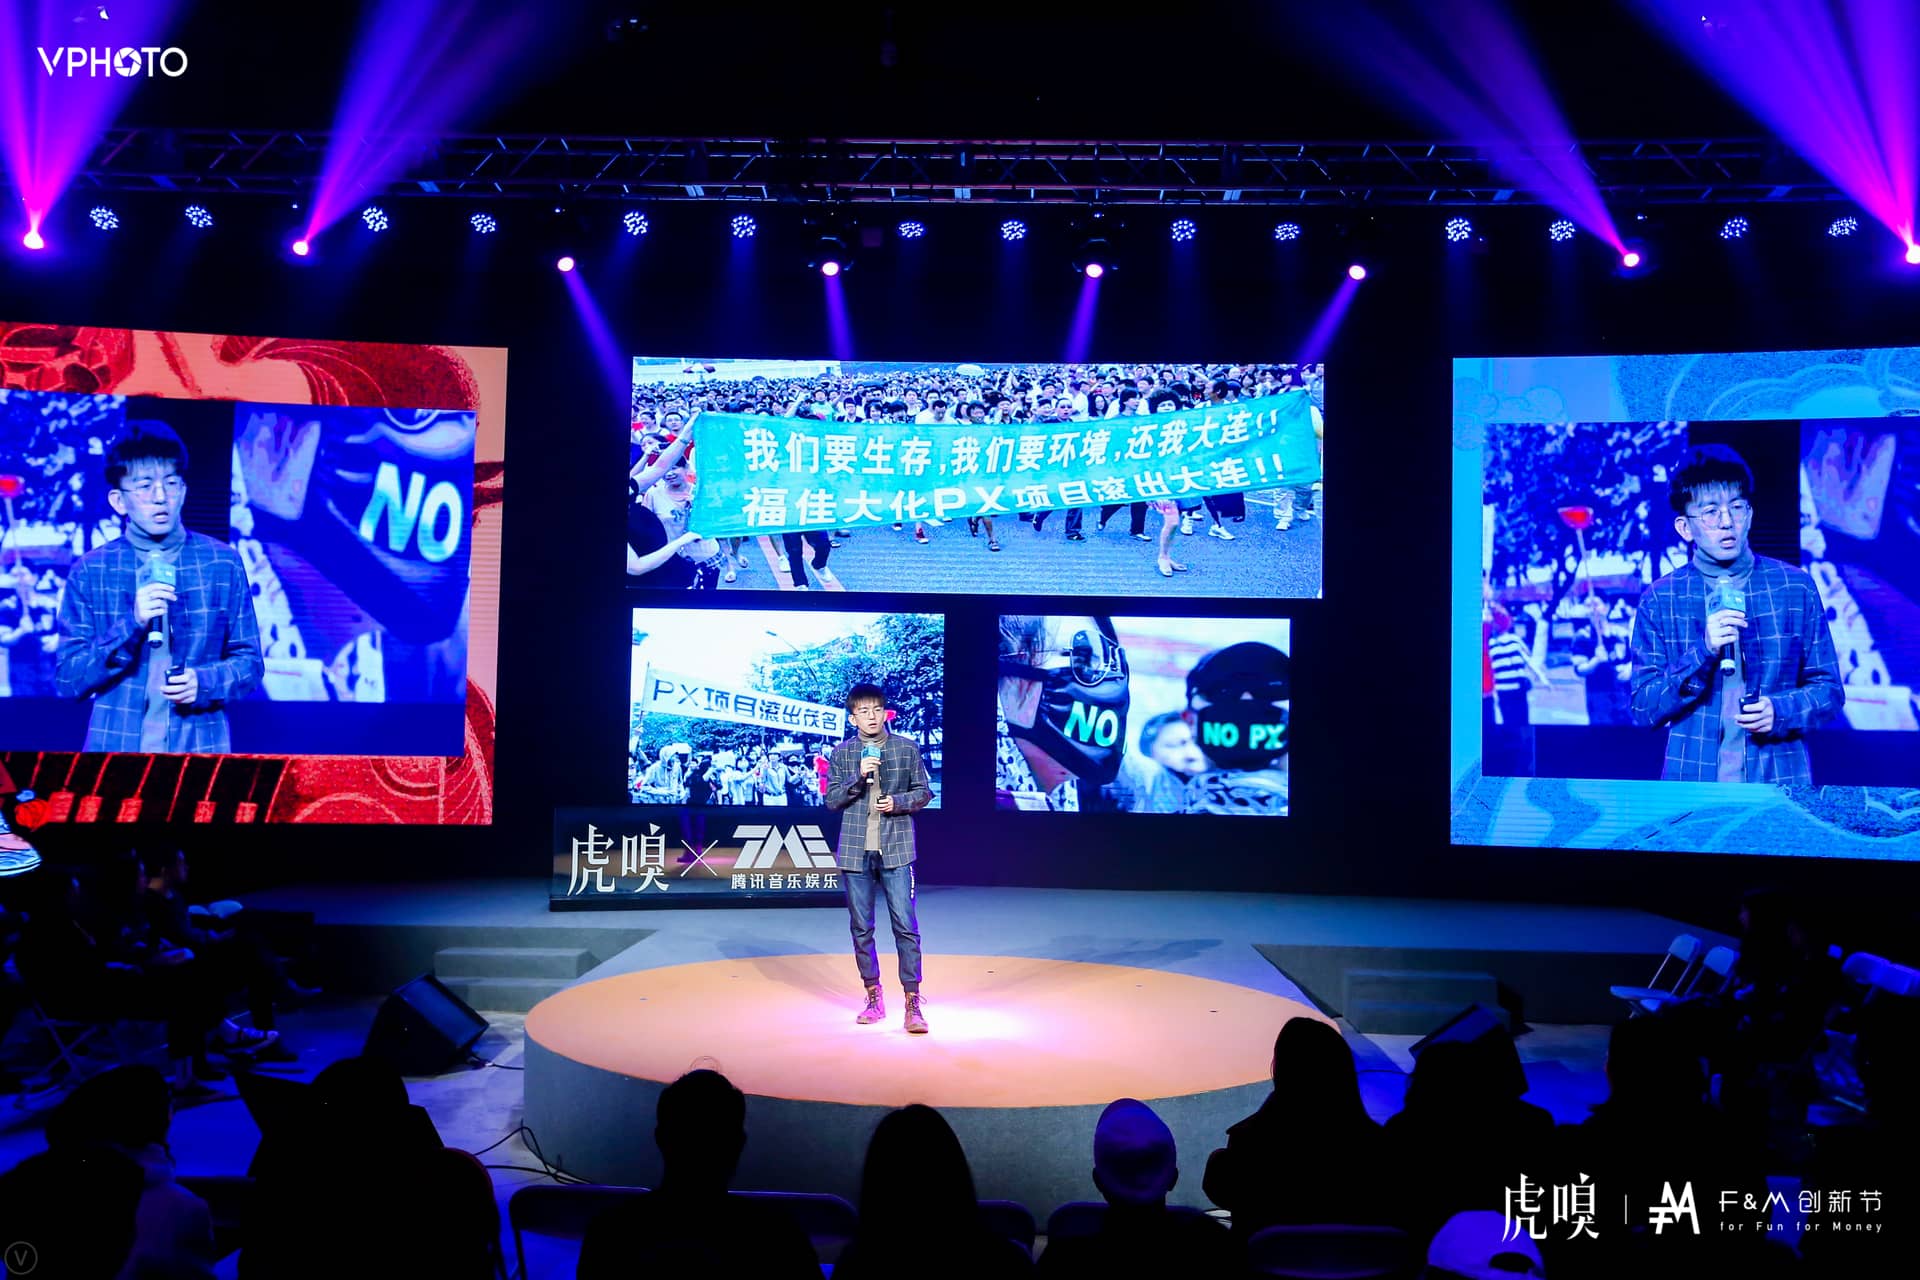 VPHOTO
我们要生存,我们要环境,还我大连!!
福佳大化PX项目滚出大连!!
NO
PX项目滚出茂名
NO
NO PX
虎嗅×TME
腾讯音乐娱乐
虎嗅 | F&M创新节
for Fun for Money
V